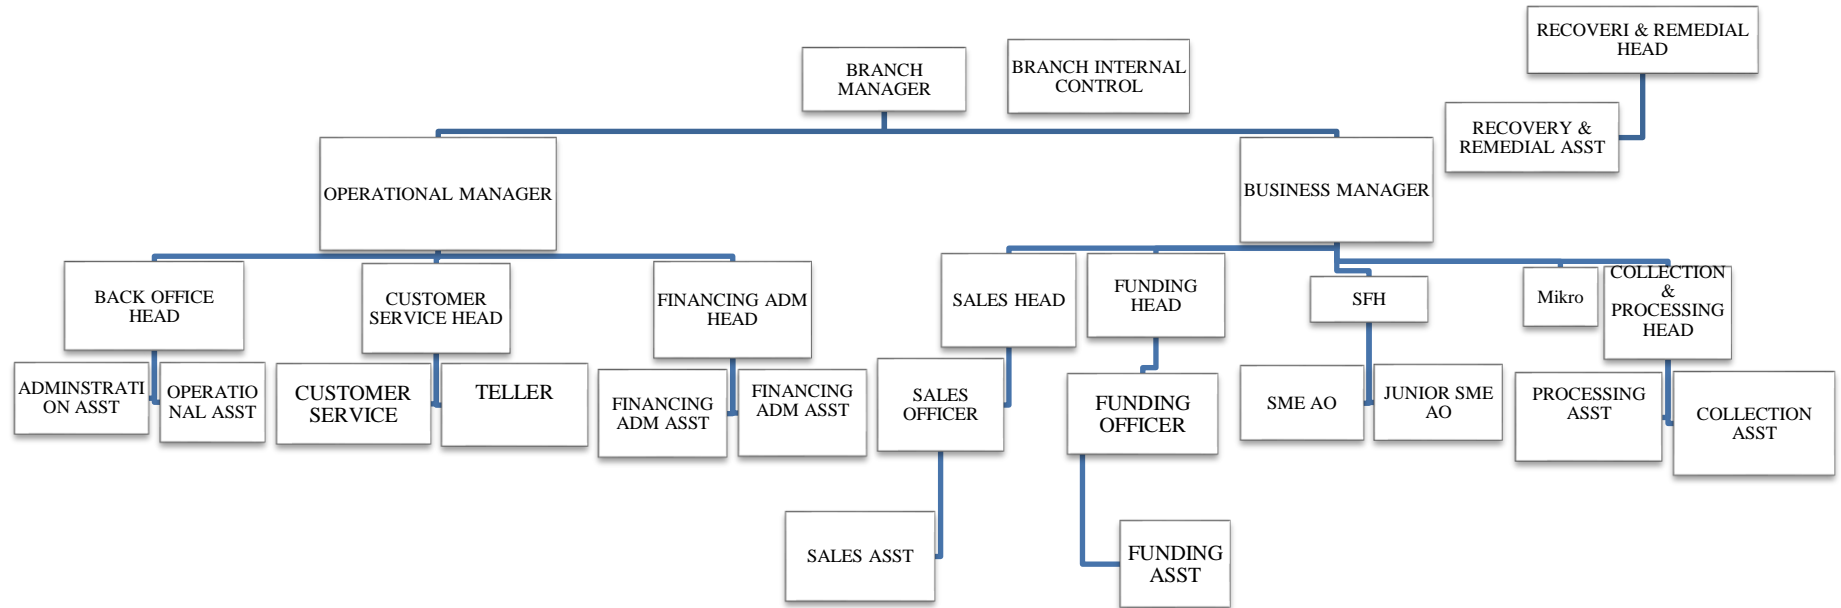 RECOVERI & REMEDIAL
HEAD
BRANCH
MANAGER
BRANCH INTERNAL
CONTROL
RECOVERY &
REMEDIAL ASST
OPERATIONAL MANAGER
BUSINESS MANAGER
BACK OFFICE
HEAD
CUSTOMER
SERVICE HEAD
FINANCING ADM
HEAD
SALES HEAD
FUNDING
HEAD
SFH
Mikro
COLLECTION
&
PROCESSING
HEAD
ADMINSTRATI
ON ASST
OPERATIO
NAL ASST
CUSTOMER
SERVICE
TELLER
FINANCING
ADM ASST
FINANCING
ADM ASST
SALES
OFFICER
FUNDING
OFFICER
SME AO
JUNIOR SME
AO
PROCESSING
ASST
COLLECTION
ASST
SALES ASST
FUNDING
ASST